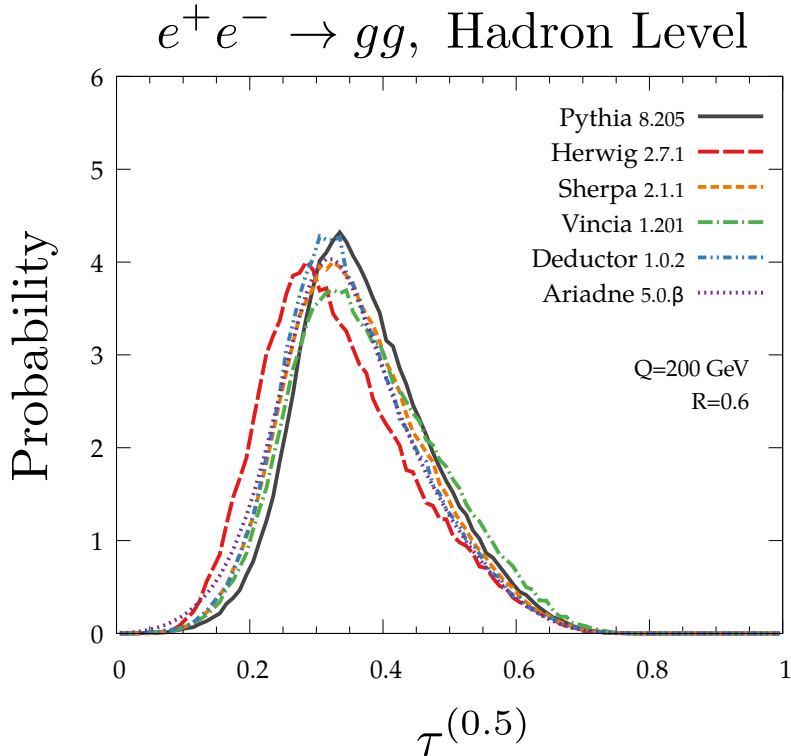 e⁺e⁻ → gg, Hadron Level
Probability
6
5
4
3
2
1
0
Pythia 8.205
Herwig 2.7.1
Sherpa 2.1.1
Vincia 1.201
Deductor 1.0.2
Ariadne 5.0.β
Q=200 GeV
R=0.6
0 0.2 0.4 0.6 0.8 1
τ⁽⁰·⁵⁾